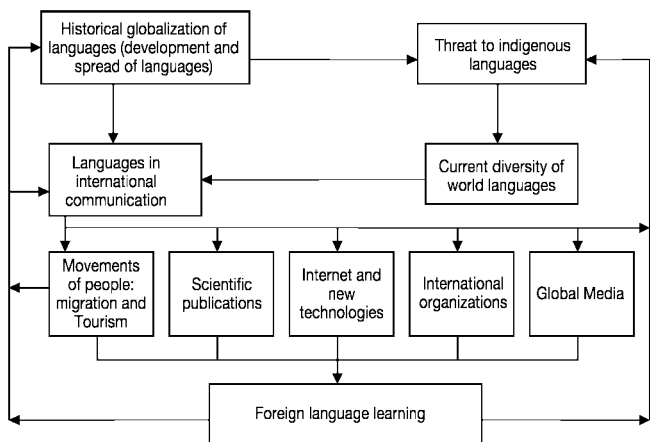 Historical globalization of
languages (development and
spread of languages)
Threat to indigenous
languages
Languages in
international
communication
Current diversity of
world languages
Movements
of people:
migration and
Tourism
Scientific
publications
Internet and
new
technologies
International
organizations
Global Media
Foreign language learning